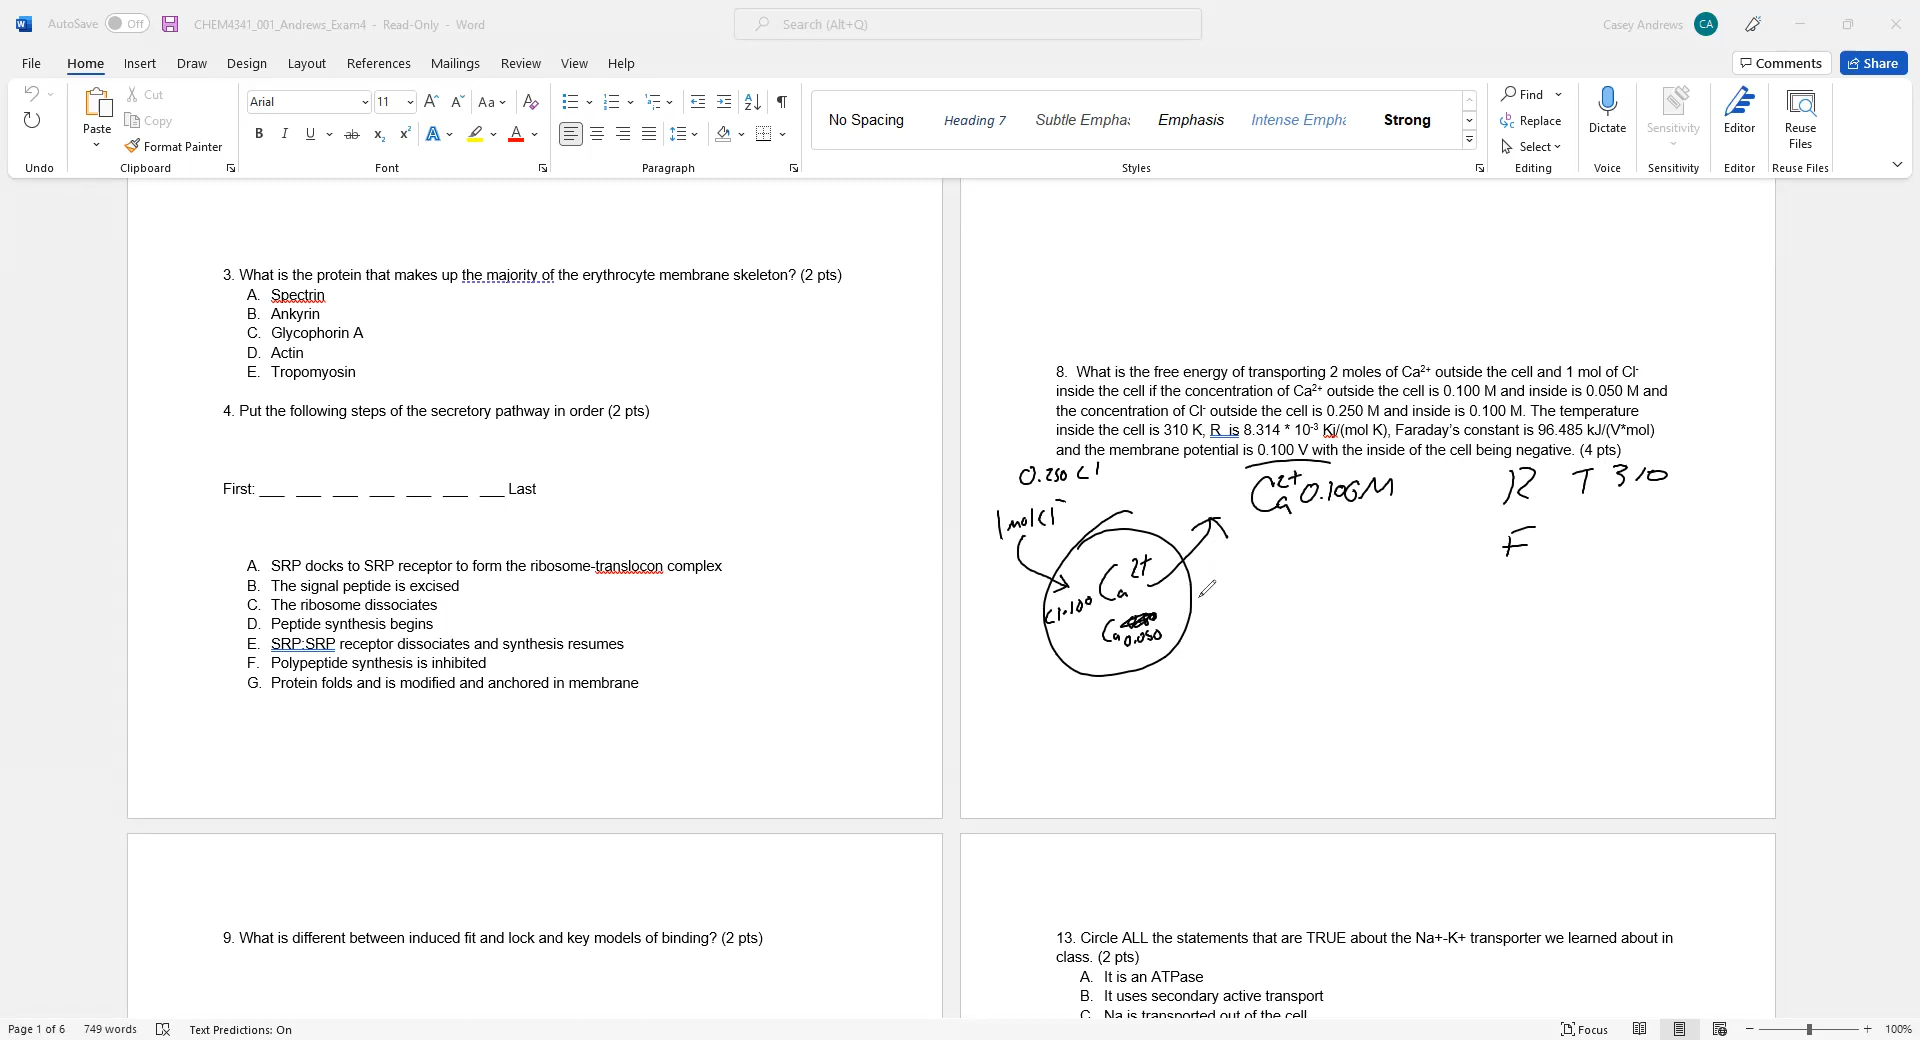 AutoSave Off CHEM4341_001_Andrews_Exam4 - Read-Only - Word
Search (Alt+Q)
Casey Andrews CA
File Home Insert Draw Design Layout References Mailings Review View Help
Comments Share
Paste
Cut
Copy
Format Painter
Arial 11
Aa
B I U ab x₂ x² A A
No Spacing Heading 7 Subtle Emphas Emphasis Intense Empha Strong
Find
Replace
Select
Dictate
Sensitivity
Editor
Reuse
Files
Undo Clipboard Font Paragraph Styles Editing Voice Sensitivity Editor Reuse Files
3. What is the protein that makes up the majority of the erythrocyte membrane skeleton? (2 pts)
A. Spectrin
B. Ankyrin
C. Glycophorin A
D. Actin
E. Tropomyosin
4. Put the following steps of the secretory pathway in order (2 pts)
First: ___ ___ ___ ___ ___ ___ ___ Last
A. SRP docks to SRP receptor to form the ribosome-translocon complex
B. The signal peptide is excised
C. The ribosome dissociates
D. Peptide synthesis begins
E. SRP:SRP receptor dissociates and synthesis resumes
F. Polypeptide synthesis is inhibited
G. Protein folds and is modified and anchored in membrane
8. What is the free energy of transporting 2 moles of Ca²⁺ outside the cell and 1 mol of Cl⁻
inside the cell if the concentration of Ca²⁺ outside the cell is 0.100 M and inside is 0.050 M and
the concentration of Cl⁻ outside the cell is 0.250 M and inside is 0.100 M. The temperature
inside the cell is 310 K, R is 8.314 * 10⁻³ Kj/(mol K), Faraday's constant is 96.485 kJ/(V*mol)
and the membrane potential is 0.100 V with the inside of the cell being negative. (4 pts)
0.250 Cl
Ca²⁺ 0.100M
R T 310
1molCl⁻
F
Ca²⁺
Cl.100
Ca 0.050
9. What is different between induced fit and lock and key models of binding? (2 pts)
13. Circle ALL the statements that are TRUE about the Na+-K+ transporter we learned about in
class. (2 pts)
A. It is an ATPase
B. It uses secondary active transport
C. Na is transported out of the cell
Page 1 of 6 749 words Text Predictions: On
Focus 100%